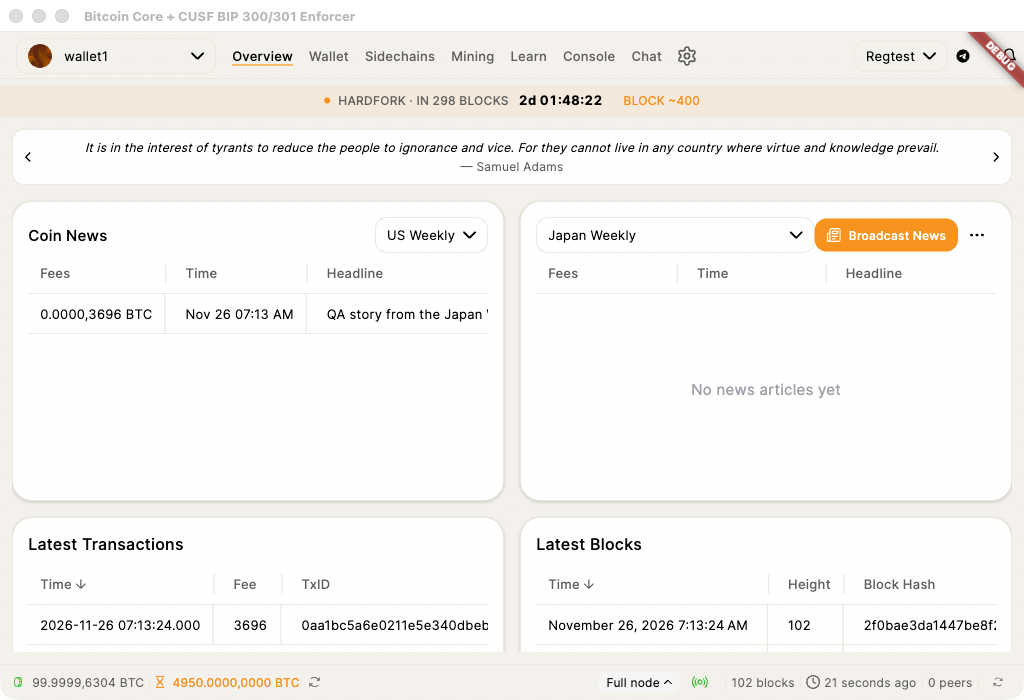 Bitcoin Core + CUSF BIP 300/301 Enforcer
wallet1 Overview Wallet Sidechains Mining Learn Console Chat Regtest DEBUG
HARDFORK · IN 298 BLOCKS 2d 01:48:22 BLOCK ~400
It is in the interest of tyrants to reduce the people to ignorance and vice. For they cannot live in any country where virtue and knowledge prevail.
— Samuel Adams
Coin News US Weekly
Fees Time Headline
0.0000,3696 BTC Nov 26 07:13 AM QA story from the Japan
Japan Weekly Broadcast News
Fees Time Headline
No news articles yet
Latest Transactions
Time Fee TxID
2026-11-26 07:13:24.000 3696 0aa1bc5a6e0211e5e340dbeb
Latest Blocks
Time Height Block Hash
November 26, 2026 7:13:24 AM 102 2f0bae3da1447be8f
99.9999,6304 BTC 4950.0000,0000 BTC Full node 102 blocks 21 seconds ago 0 peers